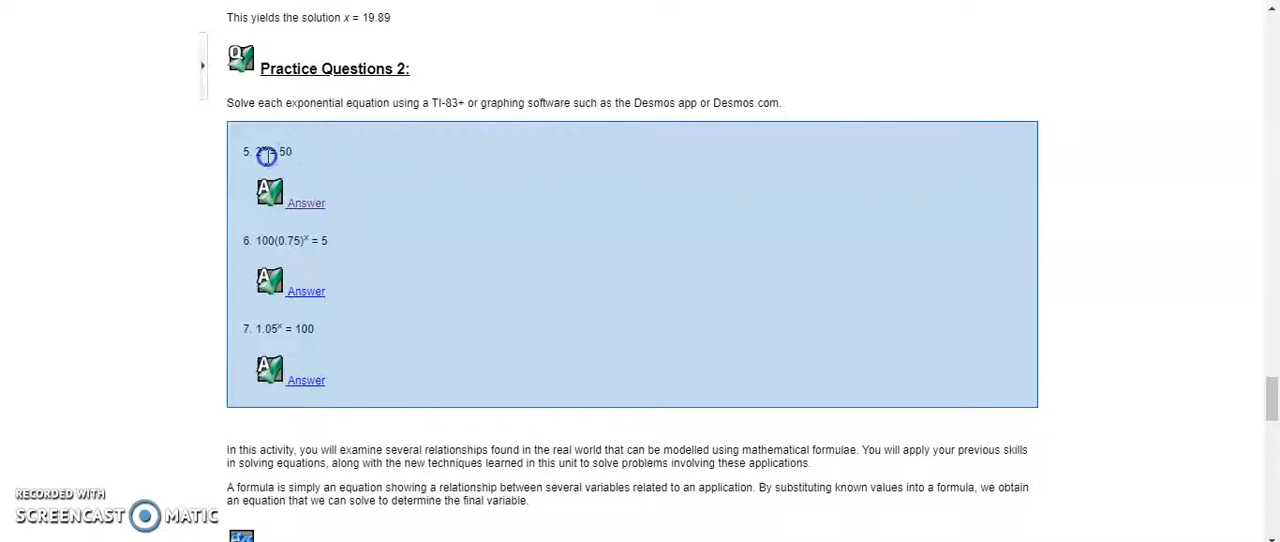 This yields the solution x = 19.89
Practice Questions 2:
Solve each exponential equation using a TI-83+ or graphing software such as the Desmos app or Desmos.com.
5. 2ˣ = 50
Answer
6. 100(0.75)ˣ = 5
Answer
7. 1.05ˣ = 100
Answer
In this activity, you will examine several relationships found in the real world that can be modelled using mathematical formulae. You will apply your previous skills
in solving equations, along with the new techniques learned in this unit to solve problems involving these applications.
A formula is simply an equation showing a relationship between several variables related to an application. By substituting known values into a formula, we obtain
an equation that we can solve to determine the final variable.
RECORDED WITH
SCREENCAST MATIC